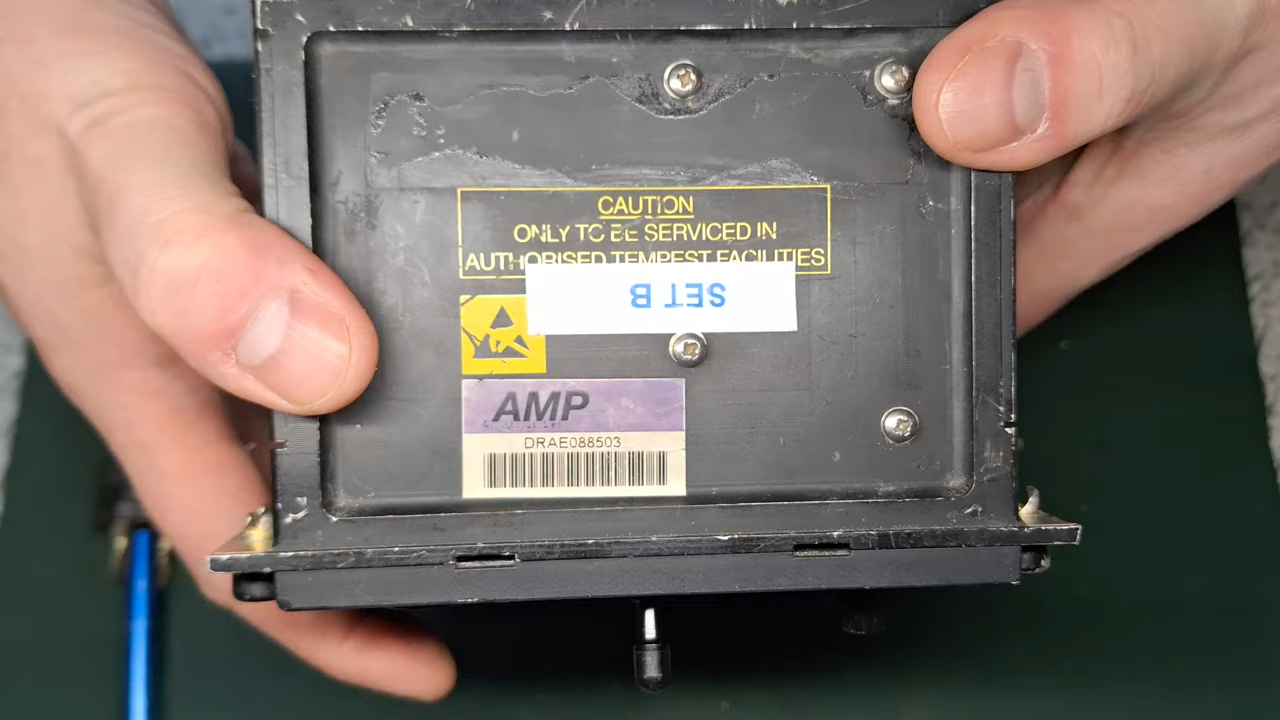 CAUTION
ONLY TO BE SERVICED IN
AUTHORISED TEMPEST FACILITIES
SET B
AMP
DRAE088503